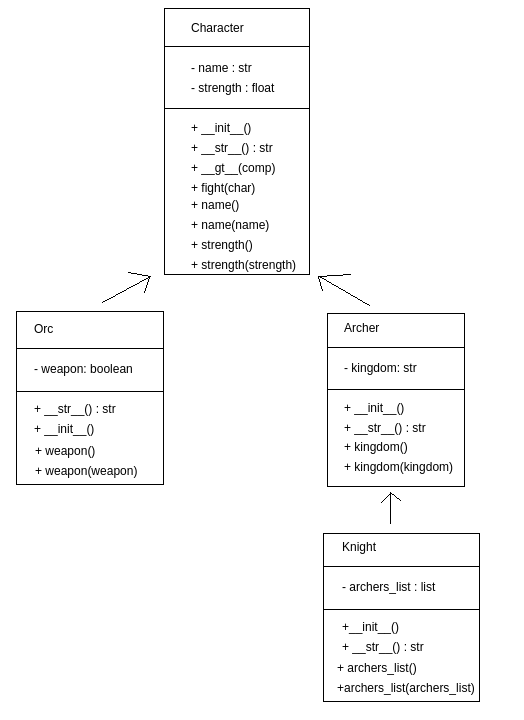 Character
- name : str
- strength : float
+ __init__()
+ __str__() : str
+ __gt__(comp)
+ fight(char)
+ name()
+ name(name)
+ strength()
+ strength(strength)
Orc
- weapon: boolean
+ __str__() : str
+ __init__()
+ weapon()
+ weapon(weapon)
Archer
- kingdom: str
+ __init__()
+ __str__() : str
+ kingdom()
+ kingdom(kingdom)
Knight
- archers_list : list
+__init__()
+ __str__() : str
+ archers_list()
+archers_list(archers_list)